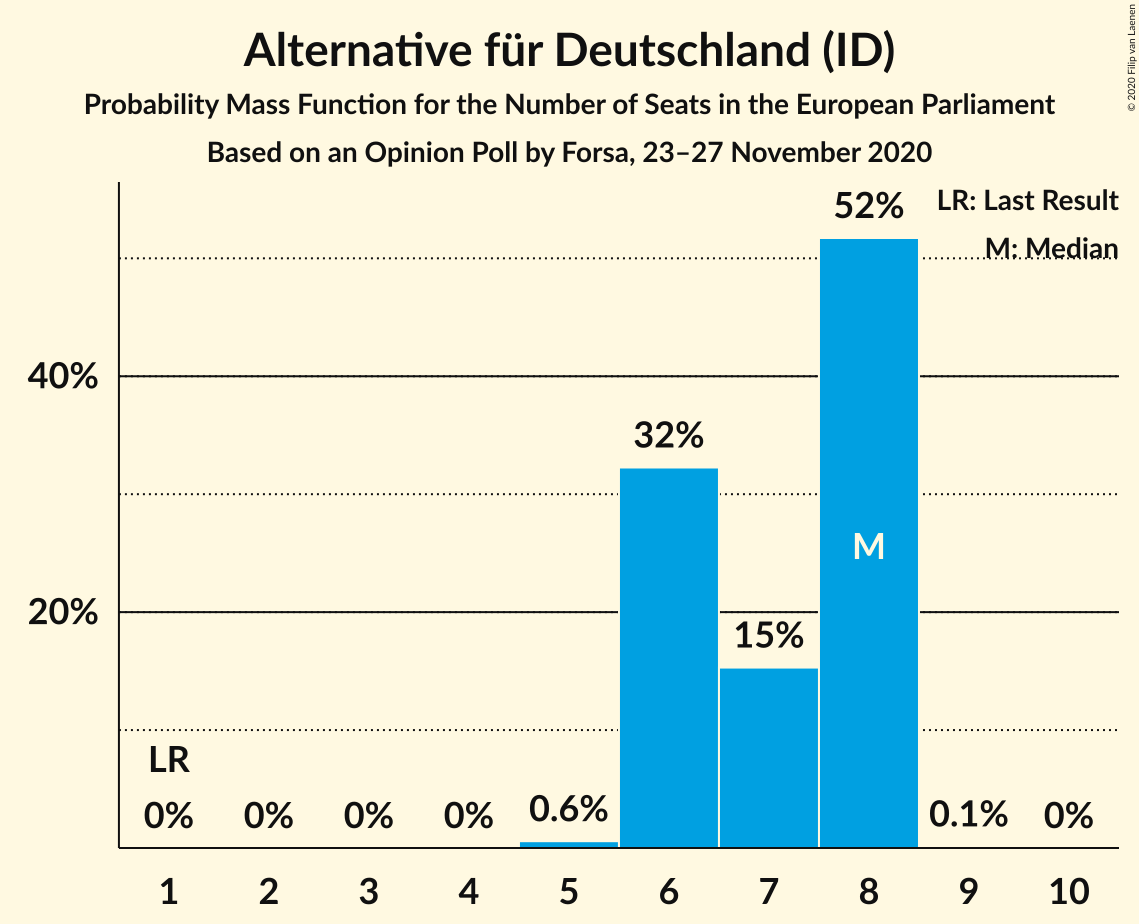 Alternative für Deutschland (ID)
Probability Mass Function for the Number of Seats in the European Parliament
Based on an Opinion Poll by Forsa, 23–27 November 2020
© 2020 Filip van Laenen
LR: Last Result
M: Median
52%
40%
32%
M
20%
15%
LR
0%
0%
0%
0%
0.6%
0.1%
0%
1 2 3 4 5 6 7 8 9 10